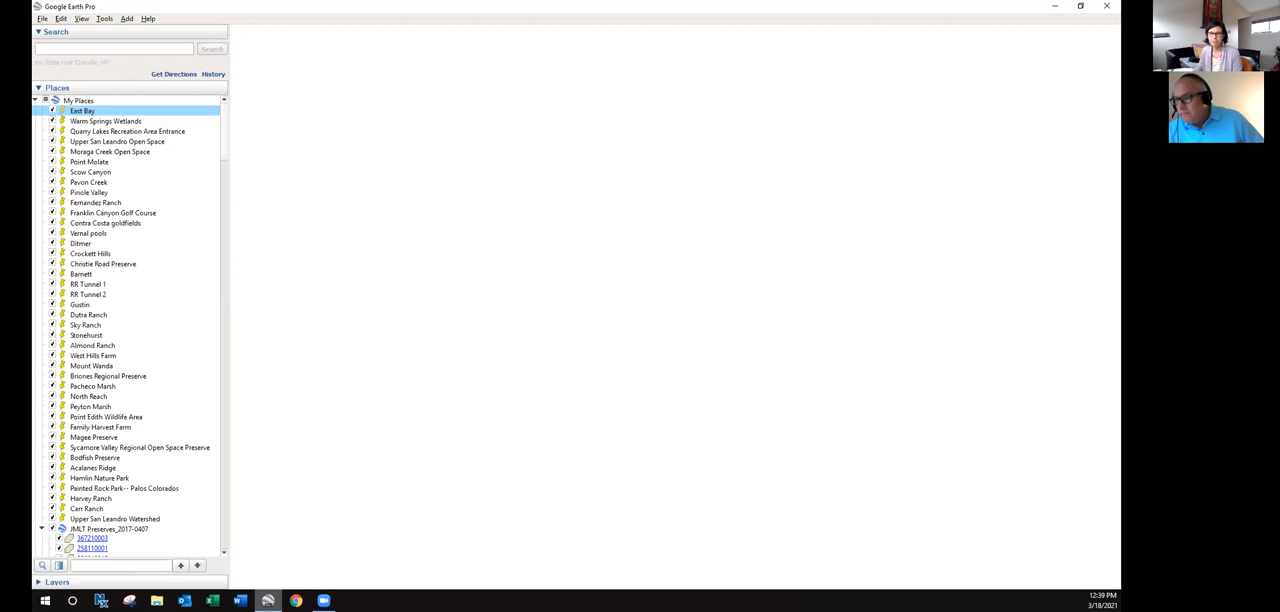 Google Earth Pro
File Edit View Tools Add Help
Search
Search
Get Directions History
Places
My Places
East Bay
Warm Springs Wetlands
Quarry Lakes Recreation Area Entrance
Upper San Leandro Open Space
Moraga Creek Open Space
Point Molate
Scow Canyon
Pavon Creek
Pinole Valley
Fernandez Ranch
Franklin Canyon Golf Course
Contra Costa goldfields
Vernal pools
Ditmer
Crockett Hills
Christie Road Preserve
Barnett
RR Tunnel 1
RR Tunnel 2
Gustin
Dutra Ranch
Sky Ranch
Stonehurst
Almond Ranch
West Hills Farm
Mount Wanda
Briones Regional Preserve
Pacheco Marsh
North Reach
Peyton Marsh
Point Edith Wildlife Area
Family Harvest Farm
Magee Preserve
Sycamore Valley Regional Open Space Preserve
Bodfish Preserve
Acalanes Ridge
Hamlin Nature Park
Painted Rock Park-- Palos Colorados
Harvey Ranch
Carr Ranch
Upper San Leandro Watershed
JMLT Preserves_2017-0407
367210003
258110001
Layers
12:39 PM
3/18/2021